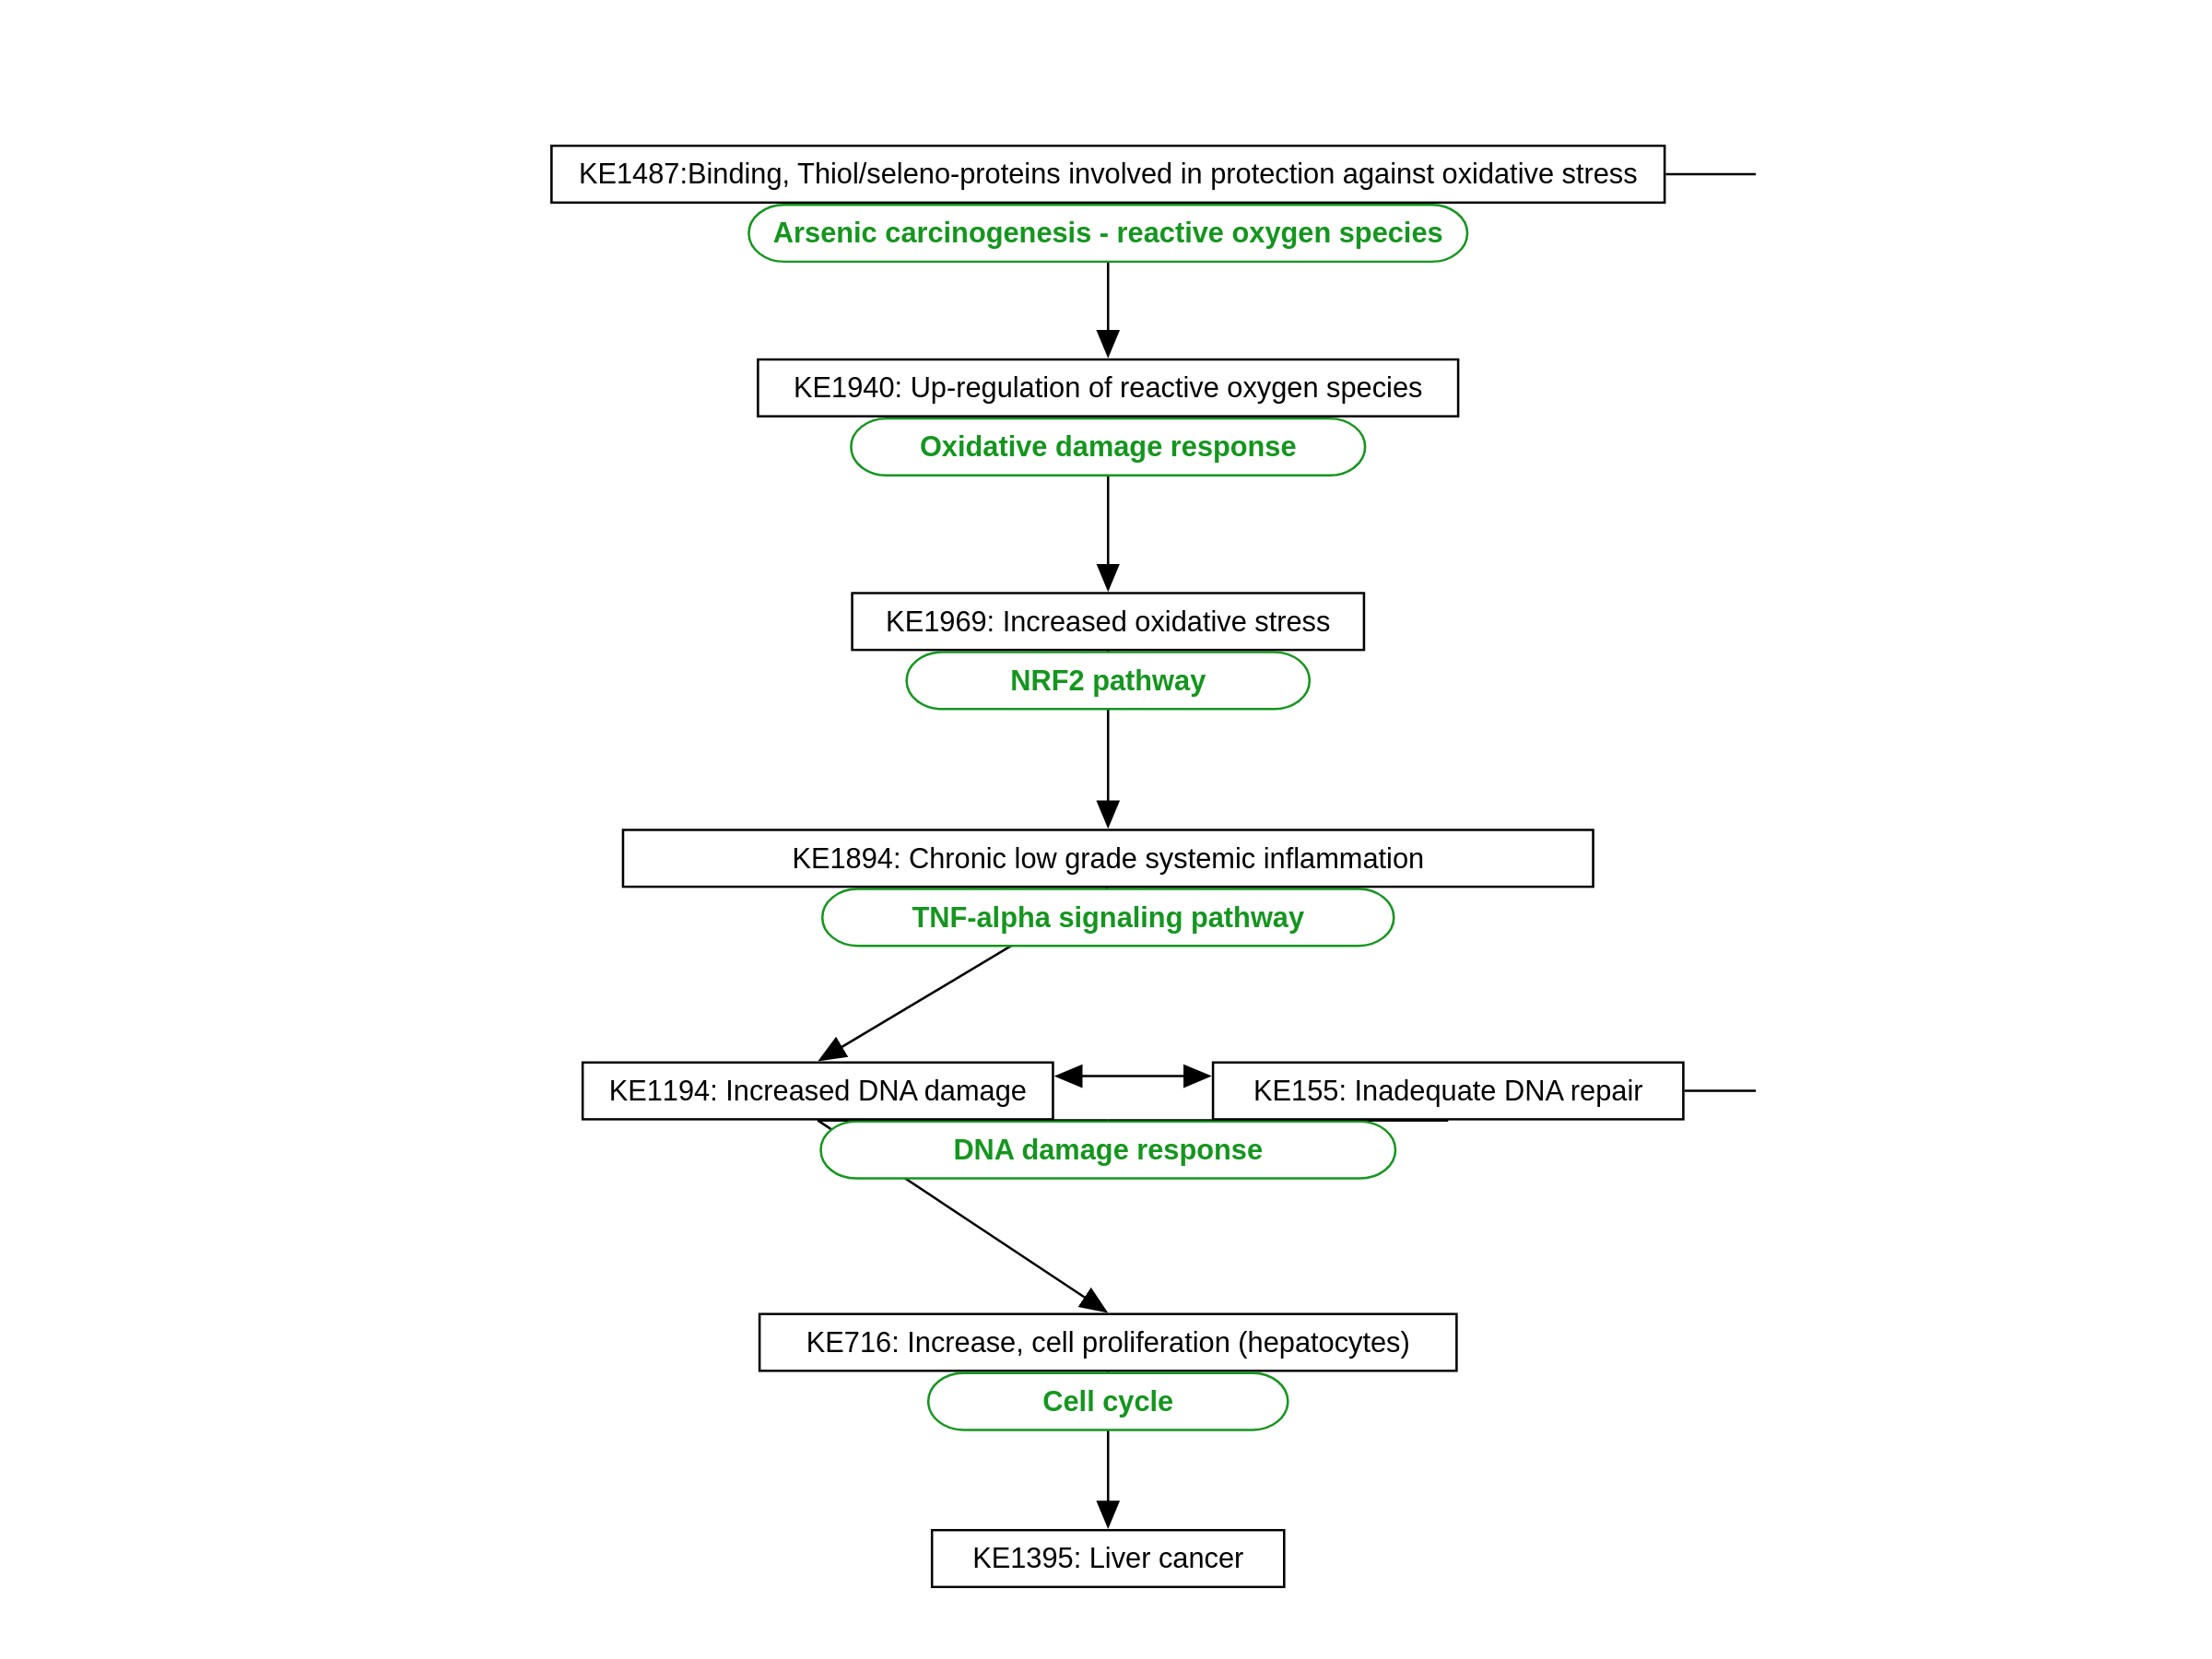 KE1487:Binding, Thiol/seleno-proteins involved in protection against oxidative stress
Arsenic carcinogenesis - reactive oxygen species
KE1940: Up-regulation of reactive oxygen species
Oxidative damage response
KE1969: Increased oxidative stress
NRF2 pathway
KE1894: Chronic low grade systemic inflammation
TNF-alpha signaling pathway
KE1194: Increased DNA damage
KE155: Inadequate DNA repair
DNA damage response
KE716: Increase, cell proliferation (hepatocytes)
Cell cycle
KE1395: Liver cancer